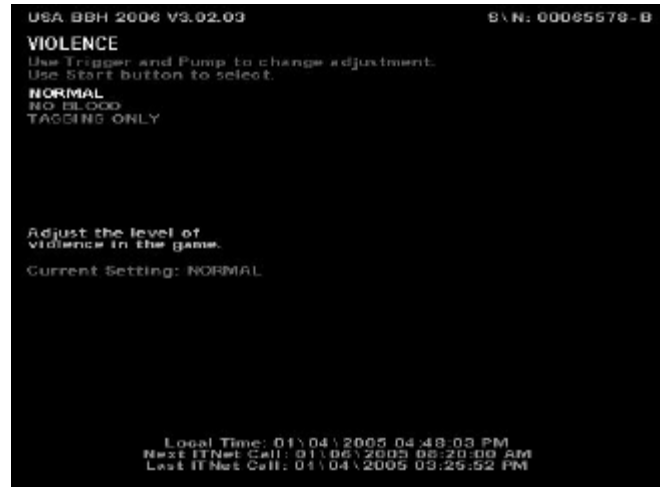 USA BBH 2006 V3.02.03
S\N: 00065578-B
VIOLENCE
Use Trigger and Pump to change adjustment.
Use Start button to select.
NORMAL
NO BLOOD
TAGGING ONLY
Adjust the level of
violence in the game.
Current Setting: NORMAL
Local Time: 01\04\2005 04:48:03 PM
Next ITNet Call: 01\06\2005 06:20:00 AM
Last ITNet Call: 01\04\2005 03:25:52 PM